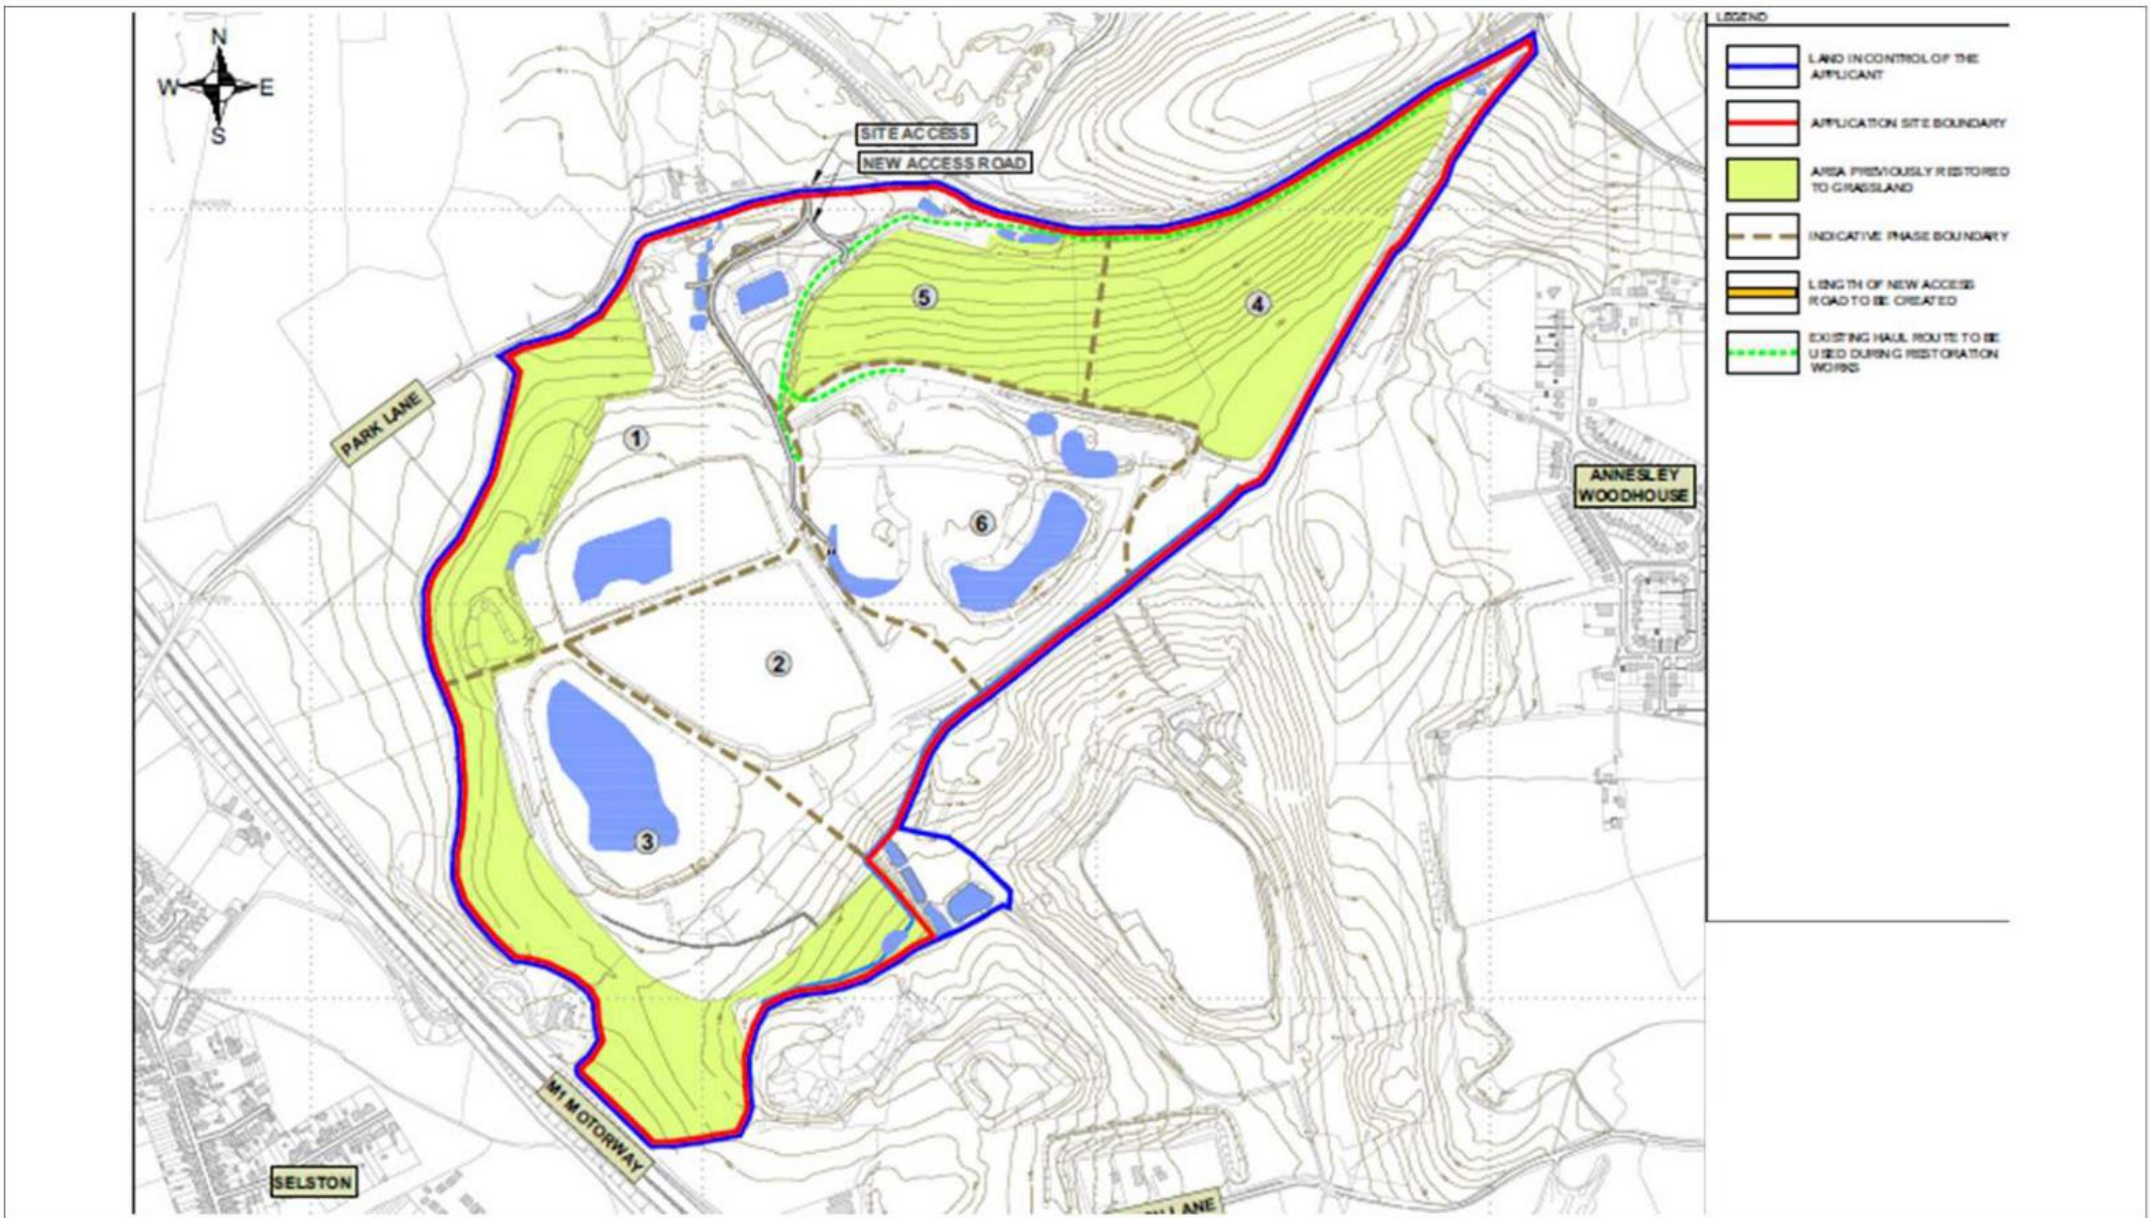 N
W E
S
SITE ACCESS
NEW ACCESS ROAD
PARK LANE
1
2
3
4
5
6
ANNESLEY
WOODHOUSE
M1 MOTORWAY
SELSTON
LANE
LEGEND
LAND IN CONTROL OF THE
APPLICANT
APPLICATION SITE BOUNDARY
AREA PREVIOUSLY RESTORED
TO GRASSLAND
INDICATIVE PHASE BOUNDARY
LENGTH OF NEW ACCESS
ROAD TO BE CREATED
EXISTING HAUL ROUTE TO BE
USED DURING RESTORATION
WORKS